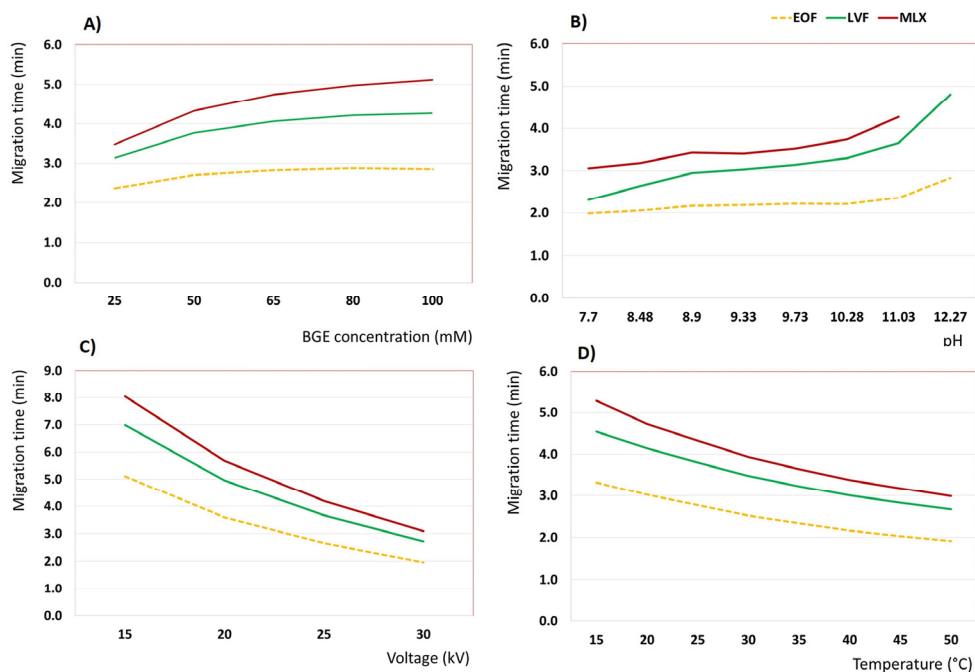 A)
Migration time (min)
6.0
5.0
4.0
3.0
2.0
1.0
0.0
25 50 65 80 100
BGE concentration (mM)
B)
EOF LVF MLX
Migration time (min)
6.0
5.0
4.0
3.0
2.0
1.0
0.0
7.7 8.48 8.9 9.33 9.73 10.28 11.03 12.27
pH
C)
Migration time (min)
9.0
8.0
7.0
6.0
5.0
4.0
3.0
2.0
1.0
0.0
15 20 25 30
Voltage (kV)
D)
Migration time (min)
6.0
5.0
4.0
3.0
2.0
1.0
0.0
15 20 25 30 35 40 45 50
Temperature (°C)